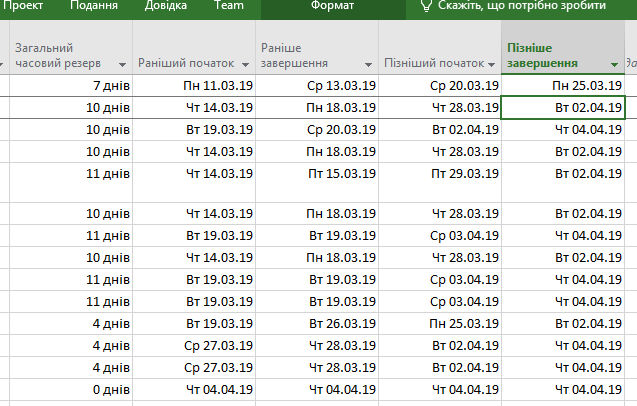 Проект Подання Довідка Team Формат Скажіть, що потрібно зробити
Загальний часовий резерв Раніший початок Раніше завершення Пізніший початок Пізніше завершення
7 днів Пн 11.03.19 Ср 13.03.19 Ср 20.03.19 Пн 25.03.19
10 днів Чт 14.03.19 Пн 18.03.19 Чт 28.03.19 Вт 02.04.19
10 днів Вт 19.03.19 Ср 20.03.19 Вт 02.04.19 Чт 04.04.19
10 днів Чт 14.03.19 Пн 18.03.19 Чт 28.03.19 Вт 02.04.19
11 днів Чт 14.03.19 Пт 15.03.19 Пт 29.03.19 Вт 02.04.19
10 днів Чт 14.03.19 Пн 18.03.19 Чт 28.03.19 Вт 02.04.19
11 днів Вт 19.03.19 Вт 19.03.19 Ср 03.04.19 Чт 04.04.19
10 днів Чт 14.03.19 Пн 18.03.19 Чт 28.03.19 Вт 02.04.19
11 днів Вт 19.03.19 Вт 19.03.19 Ср 03.04.19 Чт 04.04.19
11 днів Вт 19.03.19 Вт 19.03.19 Ср 03.04.19 Чт 04.04.19
4 днів Вт 19.03.19 Вт 26.03.19 Пн 25.03.19 Вт 02.04.19
4 днів Ср 27.03.19 Чт 28.03.19 Вт 02.04.19 Чт 04.04.19
4 днів Ср 27.03.19 Чт 28.03.19 Вт 02.04.19 Чт 04.04.19
0 днів Чт 04.04.19 Чт 04.04.19 Чт 04.04.19 Чт 04.04.19